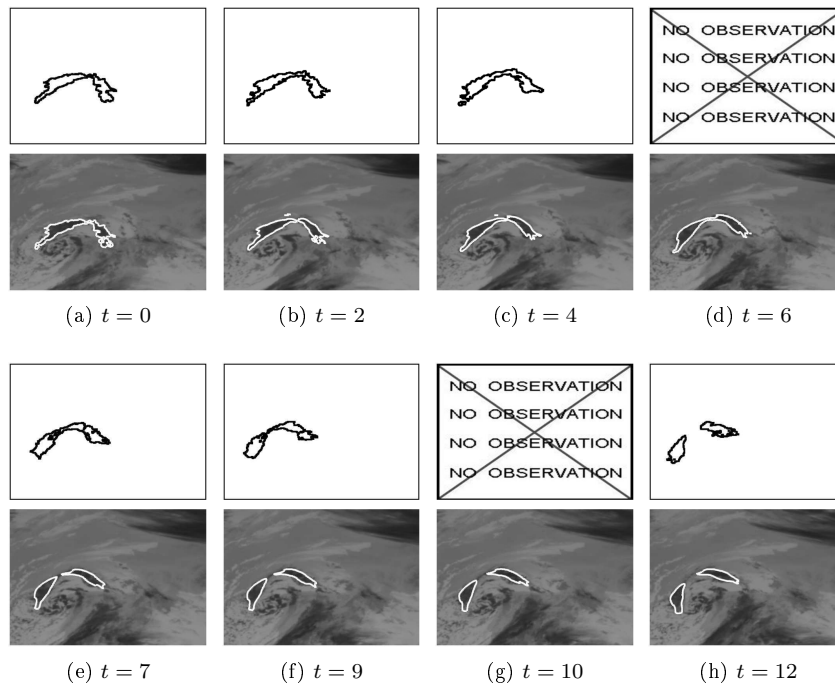 NO OBSERVATION
NO OBSERVATION
NO OBSERVATION
NO OBSERVATION
(a) t = 0
(b) t = 2
(c) t = 4
(d) t = 6
NO OBSERVATION
NO OBSERVATION
NO OBSERVATION
NO OBSERVATION
(e) t = 7
(f) t = 9
(g) t = 10
(h) t = 12